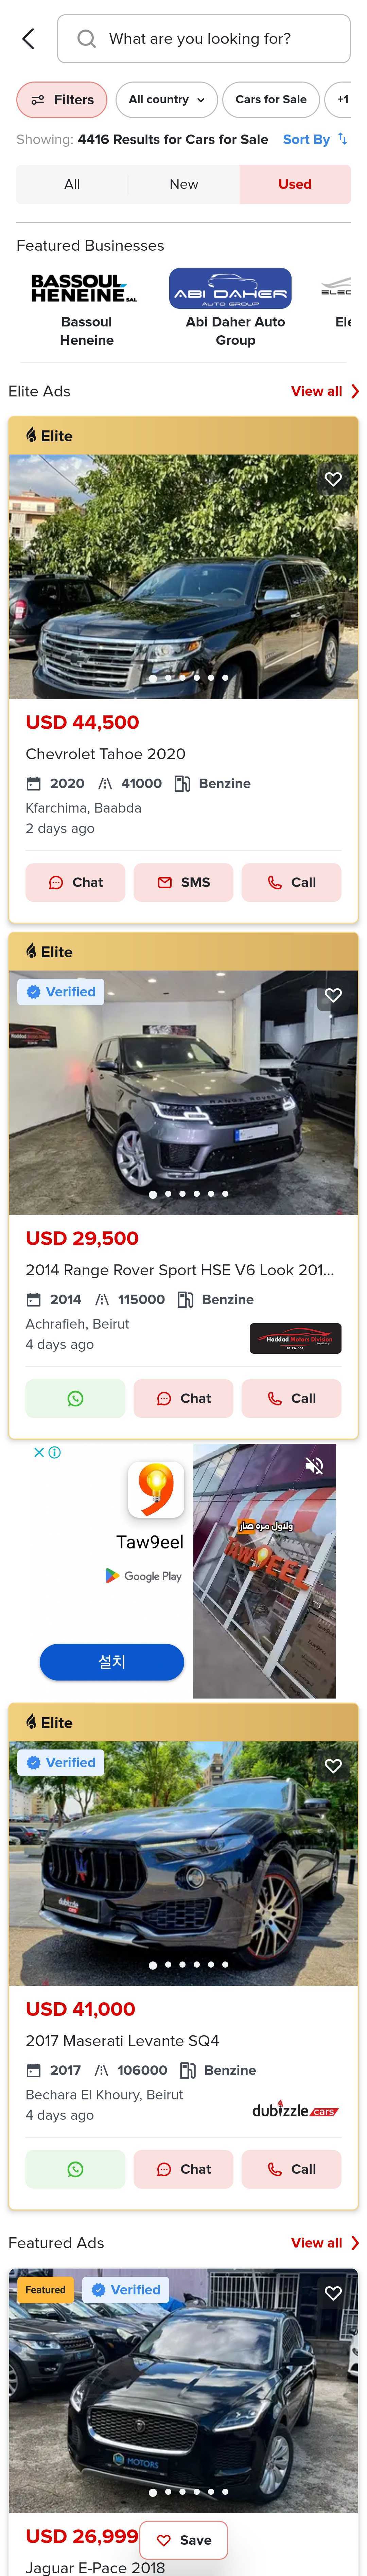 What are you looking for?
Filters
All country
Cars for Sale
+1
Showing: 4416 Results for Cars for Sale
Sort By
All
New
Used
Featured Businesses
BASSOUL
HENEINE SAL
ABI DAHER
AUTO GROUP
ELEC
Bassoul
Heneine
Abi Daher Auto
Group
Ele
Elite Ads
View all
Elite
USD 44,500
Chevrolet Tahoe 2020
2020
41000
Benzine
Kfarchima, Baabda
2 days ago
Chat
SMS
Call
Elite
Verified
RANGE ROVER
USD 29,500
2014 Range Rover Sport HSE V6 Look 201...
2014
115000
Benzine
Achrafieh, Beirut
4 days ago
Haddad Motors Division
Chat
Call
Taw9eel
Google Play
설치
ولاول مرة صار
TAW9EEL
Elite
Verified
dubizzle
cars
USD 41,000
2017 Maserati Levante SQ4
2017
106000
Benzine
Bechara El Khoury, Beirut
4 days ago
dubizzle cars
Chat
Call
Featured Ads
View all
Featured
Verified
MOTORS
USD 26,999
Save
Jaguar E-Pace 2018